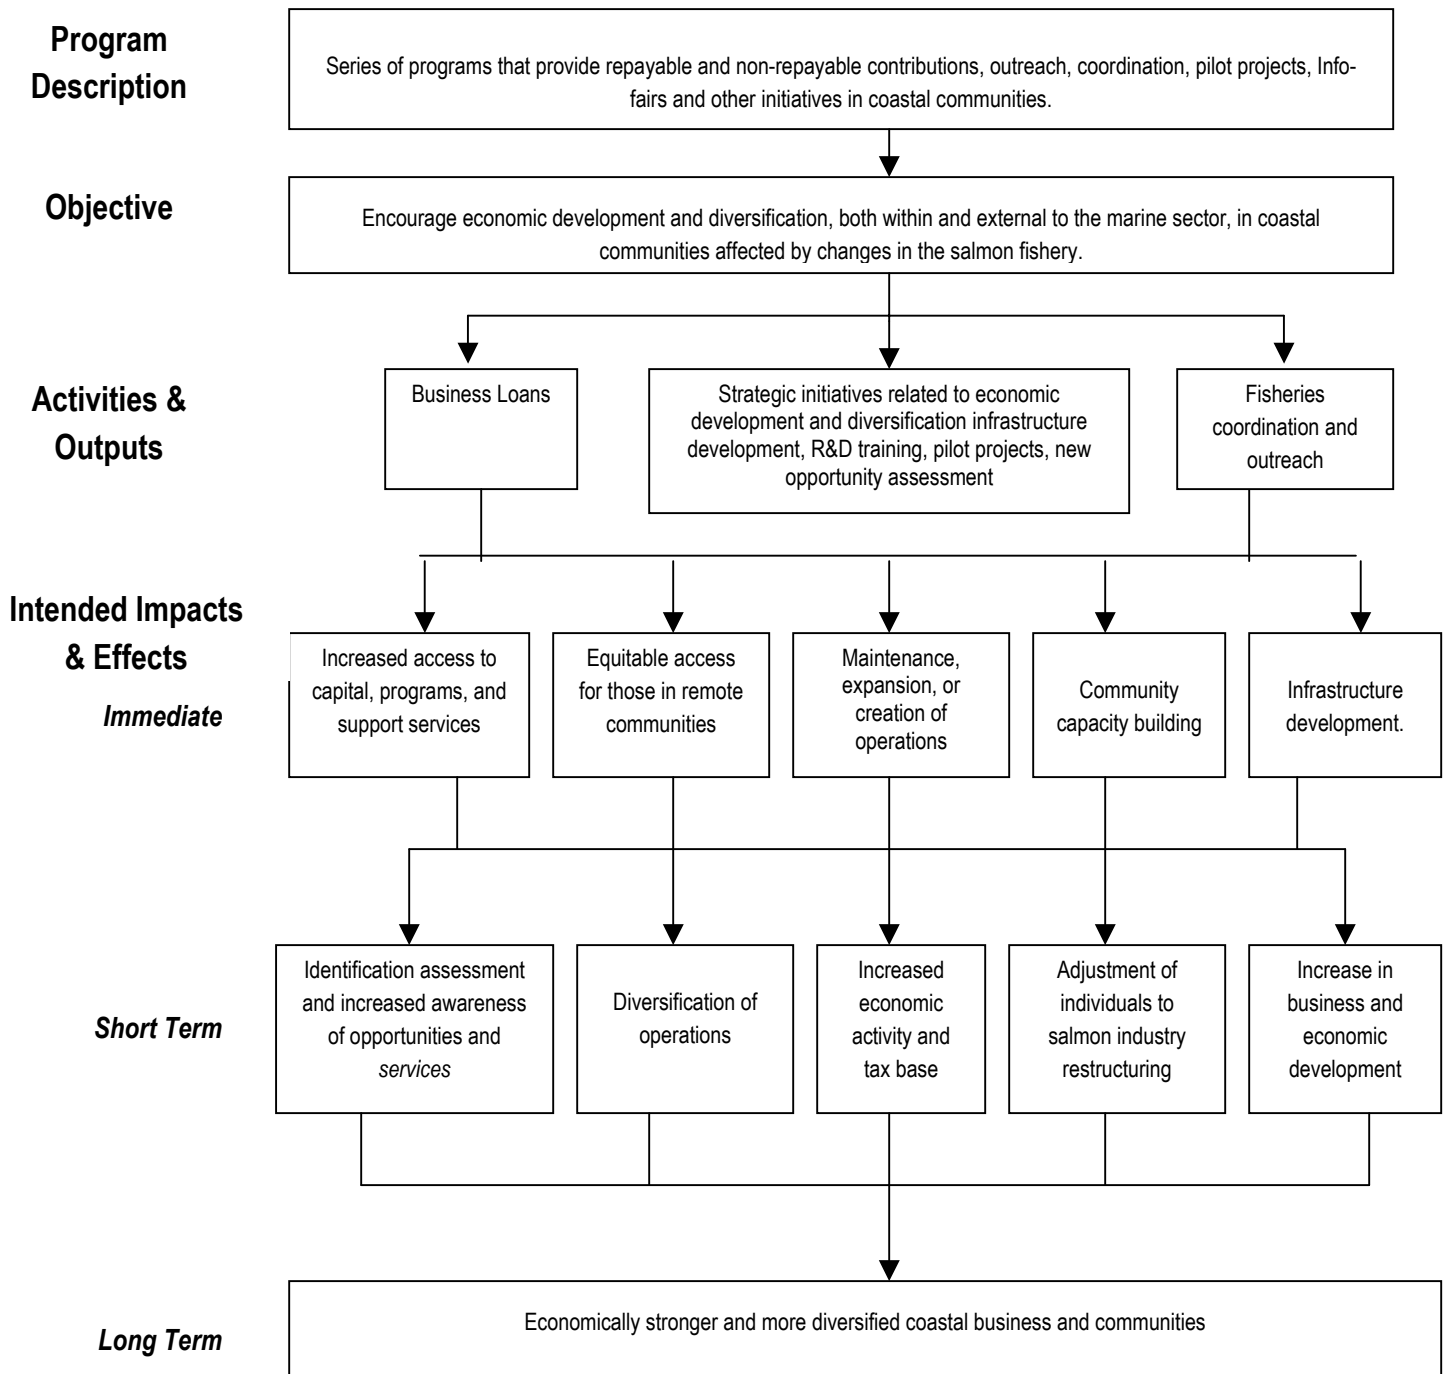 Program
Description
Series of programs that provide repayable and non-repayable contributions, outreach, coordination, pilot projects, Info-
fairs and other initiatives in coastal communities.
Objective
Encourage economic development and diversification, both within and external to the marine sector, in coastal
communities affected by changes in the salmon fishery.
Activities &
Outputs
Business Loans
Strategic initiatives related to economic
development and diversification infrastructure
development, R&D training, pilot projects, new
opportunity assessment
Fisheries
coordination and
outreach
Intended Impacts
& Effects
Immediate
Increased access to
capital, programs, and
support services
Equitable access
for those in remote
communities
Maintenance,
expansion, or
creation of
operations
Community
capacity building
Infrastructure
development.
Short Term
Identification assessment
and increased awareness
of opportunities and
services
Diversification of
operations
Increased
economic
activity and
tax base
Adjustment of
individuals to
salmon industry
restructuring
Increase in
business and
economic
development
Long Term
Economically stronger and more diversified coastal business and communities